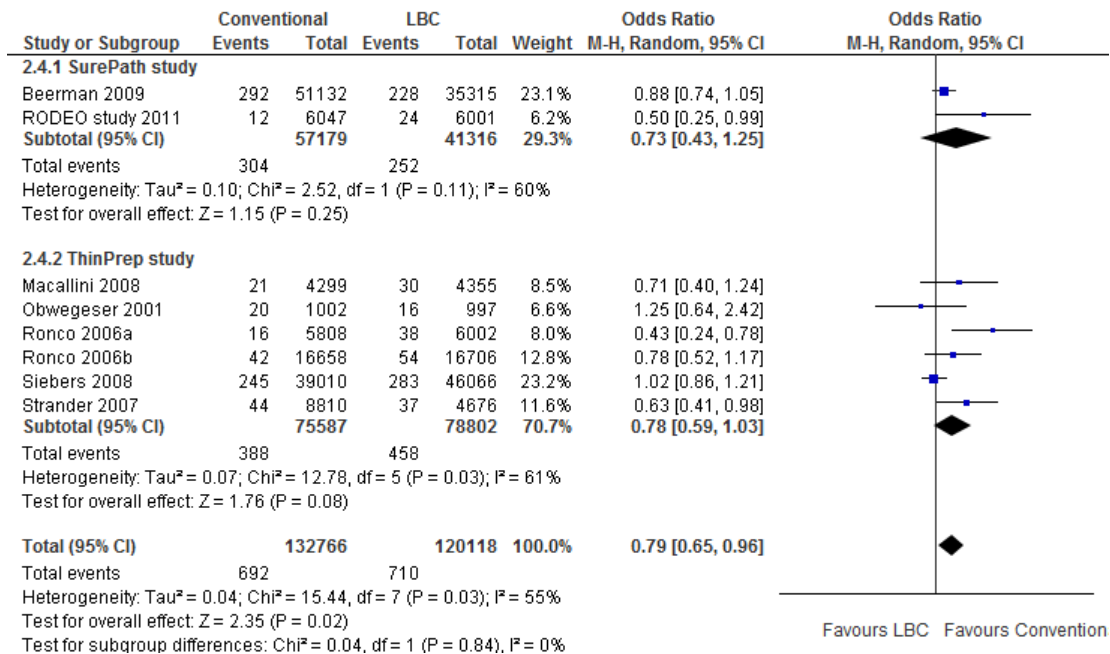 Conventional LBC Odds Ratio Odds Ratio
Study or Subgroup Events Total Events Total Weight M-H, Random, 95% CI M-H, Random, 95% CI
2.4.1 SurePath study
Beerman 2009 292 51132 228 35315 23.1% 0.88 [0.74, 1.05]
RODEO study 2011 12 6047 24 6001 6.2% 0.50 [0.25, 0.99]
Subtotal (95% CI) 57179 41316 29.3% 0.73 [0.43, 1.25]
Total events 304 252
Heterogeneity: Tau² = 0.10; Chi² = 2.52, df = 1 (P = 0.11); I² = 60%
Test for overall effect: Z = 1.15 (P = 0.25)
2.4.2 ThinPrep study
Macallini 2008 21 4299 30 4355 8.5% 0.71 [0.40, 1.24]
Obwegeser 2001 20 1002 16 997 6.6% 1.25 [0.64, 2.42]
Ronco 2006a 16 5808 38 6002 8.0% 0.43 [0.24, 0.78]
Ronco 2006b 42 16658 54 16706 12.8% 0.78 [0.52, 1.17]
Siebers 2008 245 39010 283 46066 23.2% 1.02 [0.86, 1.21]
Strander 2007 44 8810 37 4676 11.6% 0.63 [0.41, 0.98]
Subtotal (95% CI) 75587 78802 70.7% 0.78 [0.59, 1.03]
Total events 388 458
Heterogeneity: Tau² = 0.07; Chi² = 12.78, df = 5 (P = 0.03); I² = 61%
Test for overall effect: Z = 1.76 (P = 0.08)
Total (95% CI) 132766 120118 100.0% 0.79 [0.65, 0.96]
Total events 692 710
Heterogeneity: Tau² = 0.04; Chi² = 15.44, df = 7 (P = 0.03); I² = 55%
Test for overall effect: Z = 2.35 (P = 0.02)
Test for subgroup differences: Chi² = 0.04, df = 1 (P = 0.84), I² = 0%
Favours LBC Favours Convention